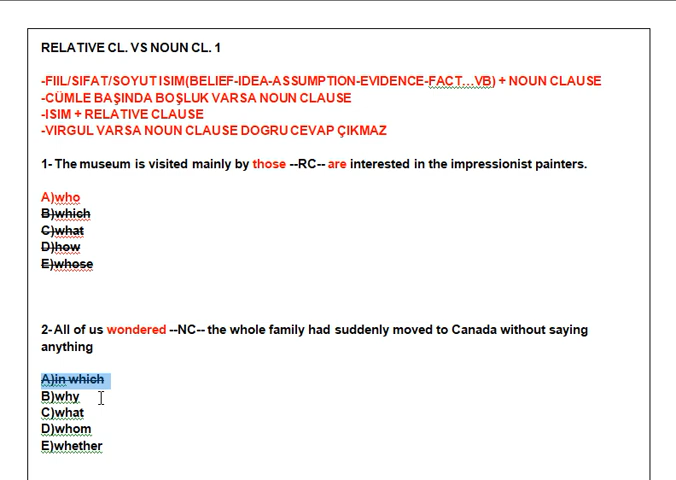 RELATIVE CL. VS NOUN CL. 1
-FIIL/SIFAT/SOYUT ISIM(BELIEF-IDEA-ASSUMPTION-EVIDENCE-FACT...VB) + NOUN CLAUSE
-CÜMLE BAŞINDA BOŞLUK VARSA NOUN CLAUSE
-ISIM + RELATIVE CLAUSE
-VIRGUL VARSA NOUN CLAUSE DOGRU CEVAP ÇIKMAZ
1- The museum is visited mainly by those --RC-- are interested in the impressionist painters.
A)who
B)which
C)what
D)how
E)whose
2- All of us wondered --NC-- the whole family had suddenly moved to Canada without saying
anything
A)in which
B)why
C)what
D)whom
E)whether